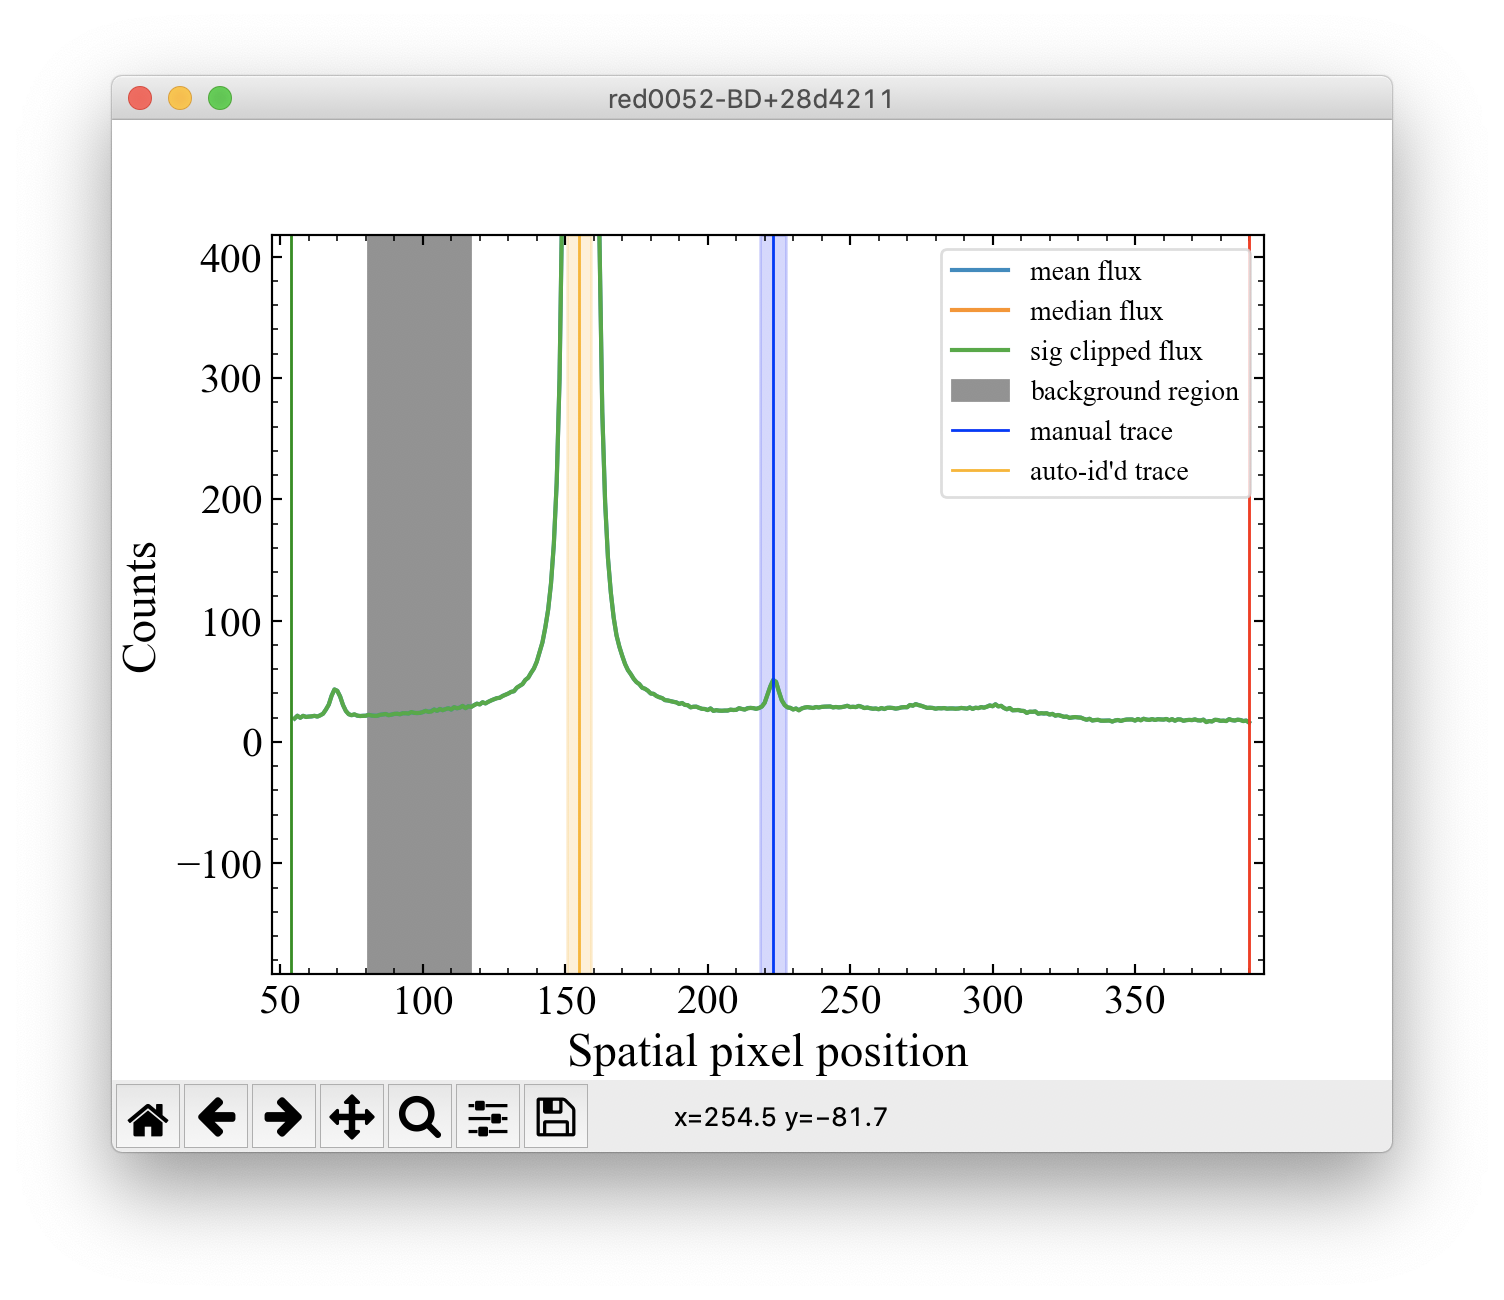 red0052-BD+28d4211
400
300
200
100
0
−100
Counts
mean flux
median flux
sig clipped flux
background region
manual trace
auto-id'd trace
50 100 150 200 250 300 350
Spatial pixel position
x=254.5 y=−81.7